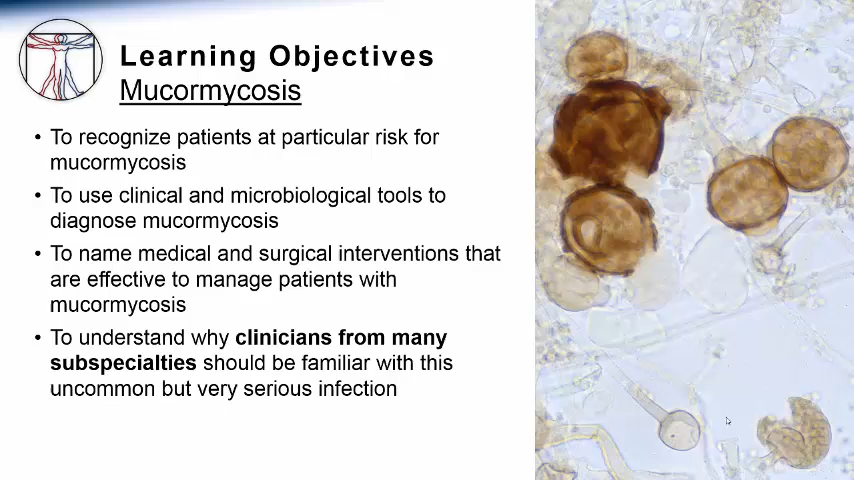 Learning Objectives
Mucormycosis
• To recognize patients at particular risk for
mucormycosis
• To use clinical and microbiological tools to
diagnose mucormycosis
• To name medical and surgical interventions that
are effective to manage patients with
mucormycosis
• To understand why clinicians from many
subspecialties should be familiar with this
uncommon but very serious infection